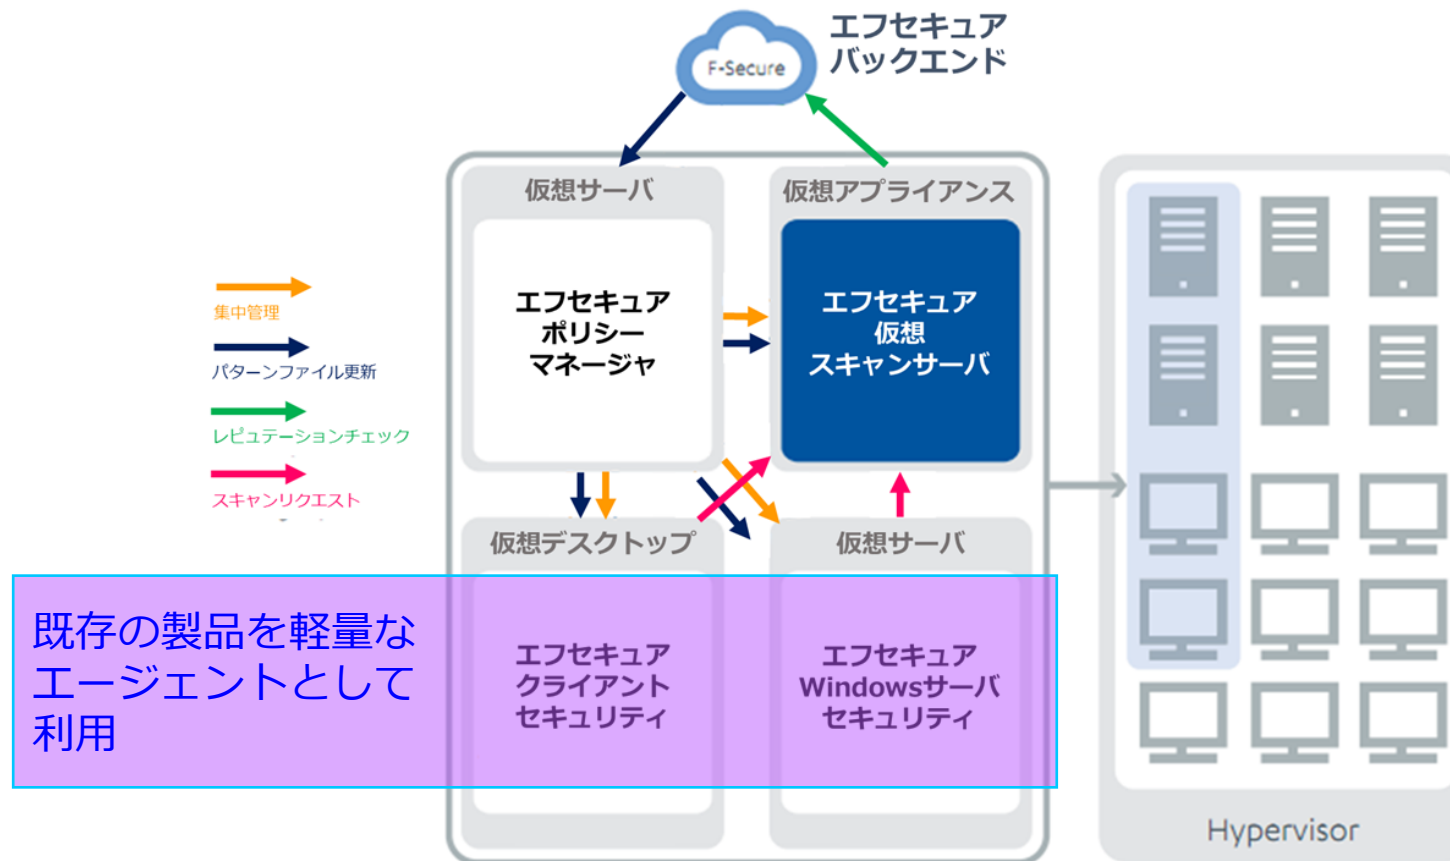 エフセキュア
バックエンド
F-Secure
仮想サーバ
仮想アプライアンス
エフセキュア
ポリシー
マネージャ
エフセキュア
仮想
スキャンサーバ
集中管理
パターンファイル更新
レピュテーションチェック
スキャンリクエスト
仮想デスクトップ
仮想サーバ
既存の製品を軽量な
エージェントとして
利用
エフセキュア
クライアント
セキュリティ
エフセキュア
Windowsサーバ
セキュリティ
Hypervisor